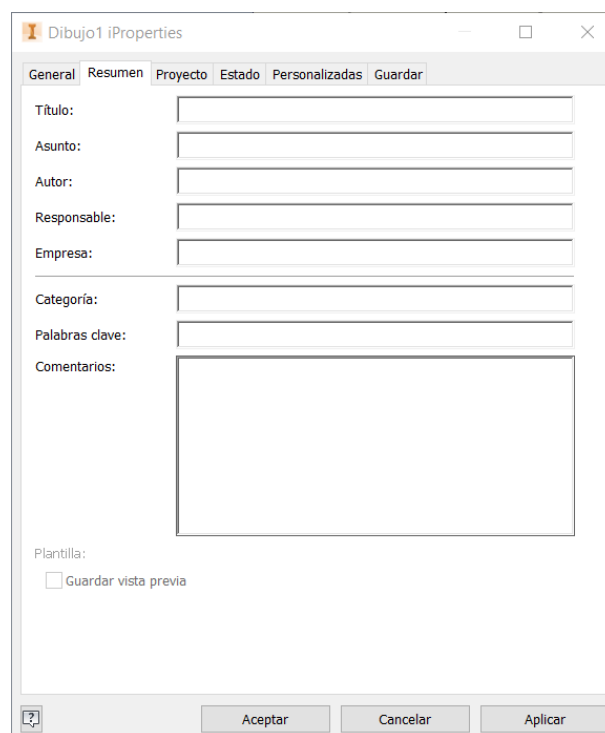 Dibujo1 iProperties
General Resumen Proyecto Estado Personalizadas Guardar
Título:
Asunto:
Autor:
Responsable:
Empresa:
Categoría:
Palabras clave:
Comentarios:
Plantilla:
Guardar vista previa
? Aceptar Cancelar Aplicar